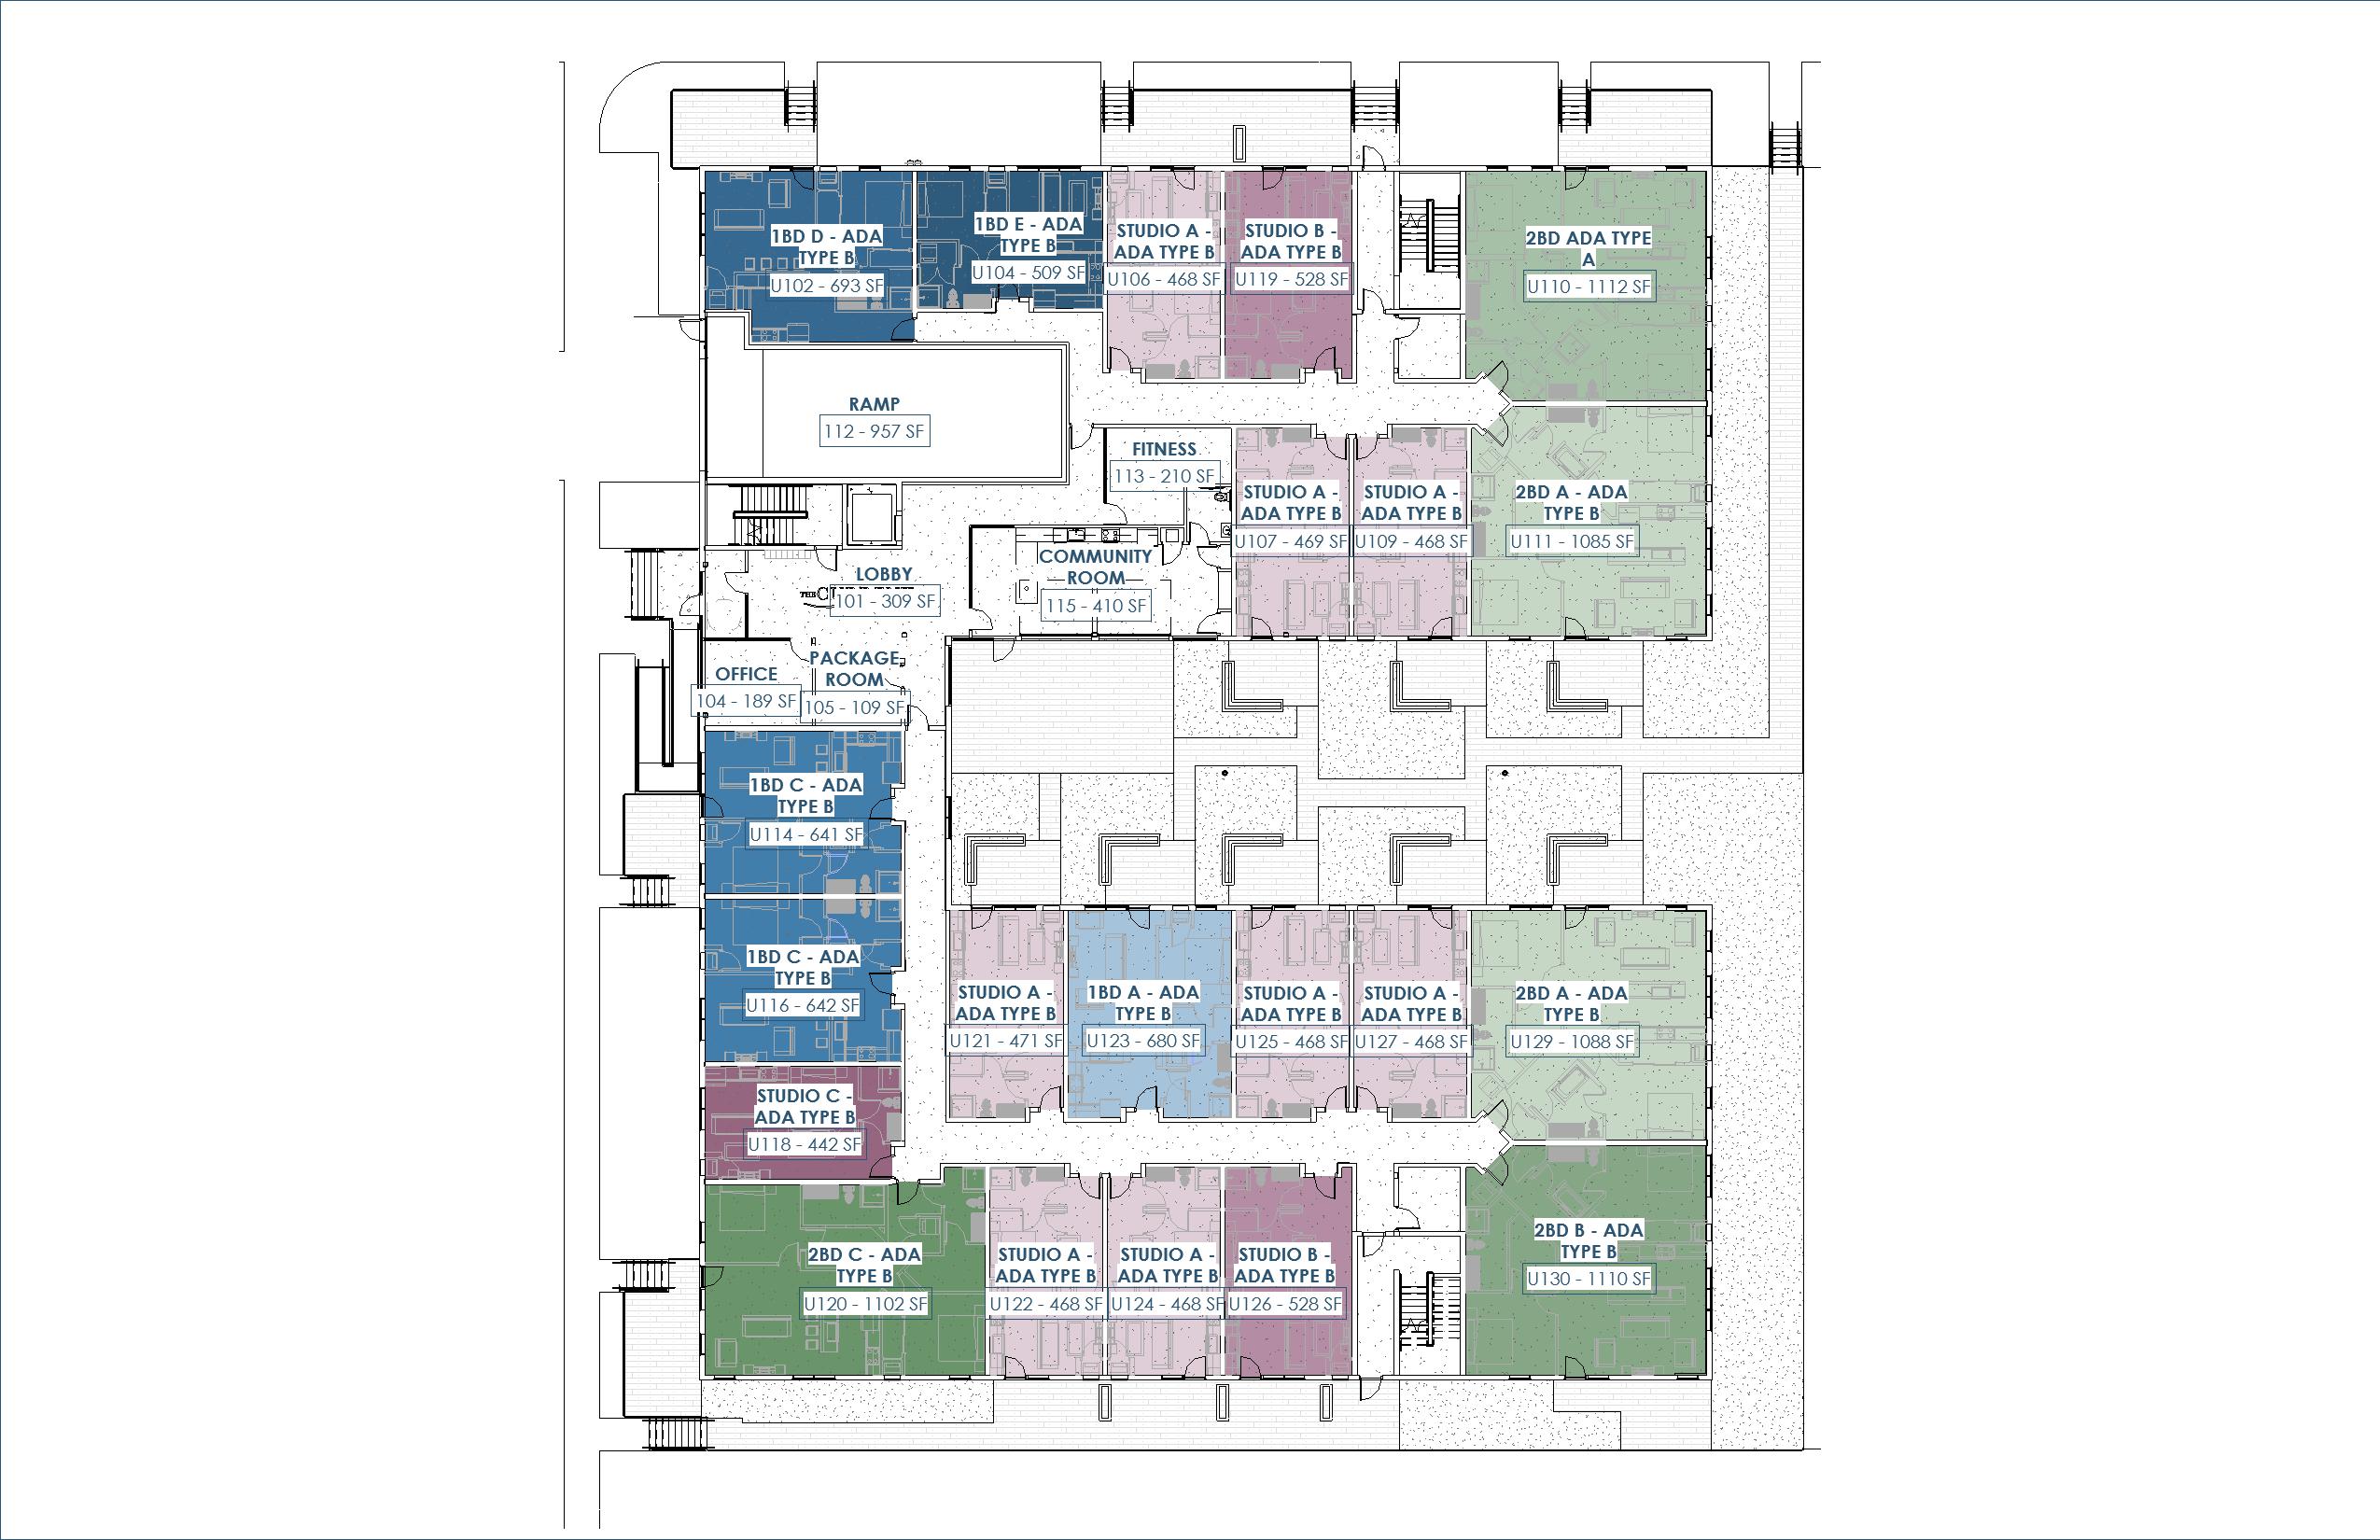 1BD D - ADA
TYPE B
U102 - 693 SF
1BD E - ADA
TYPE B
U104 - 509 SF
STUDIO A -
ADA TYPE B
U106 - 468 SF
STUDIO B -
ADA TYPE B
U119 - 528 SF
2BD ADA TYPE
A
U110 - 1112 SF
RAMP
112 - 957 SF
FITNESS
113 - 210 SF
STUDIO A -
ADA TYPE B
U107 - 469 SF
STUDIO A -
ADA TYPE B
U109 - 468 SF
2BD A - ADA
TYPE B
U111 - 1085 SF
COMMUNITY
ROOM
115 - 410 SF
LOBBY
THE
101 - 309 SF
OFFICE
104 - 189 SF
PACKAGE
ROOM
105 - 109 SF
1BD C - ADA
TYPE B
U114 - 641 SF
1BD C - ADA
TYPE B
U116 - 642 SF
STUDIO A -
ADA TYPE B
U121 - 471 SF
1BD A - ADA
TYPE B
U123 - 680 SF
STUDIO A -
ADA TYPE B
U125 - 468 SF
STUDIO A -
ADA TYPE B
U127 - 468 SF
2BD A - ADA
TYPE B
U129 - 1088 SF
STUDIO C -
ADA TYPE B
U118 - 442 SF
2BD C - ADA
TYPE B
U120 - 1102 SF
STUDIO A -
ADA TYPE B
U122 - 468 SF
STUDIO A -
ADA TYPE B
U124 - 468 SF
STUDIO B -
ADA TYPE B
U126 - 528 SF
2BD B - ADA
TYPE B
U130 - 1110 SF